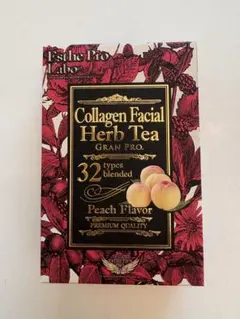 Esthe Pro
Labo
Collagen Facial
Herb Tea
GRAN PRO.
32 types
blended
Peach Flavor
PREMIUM QUALITY